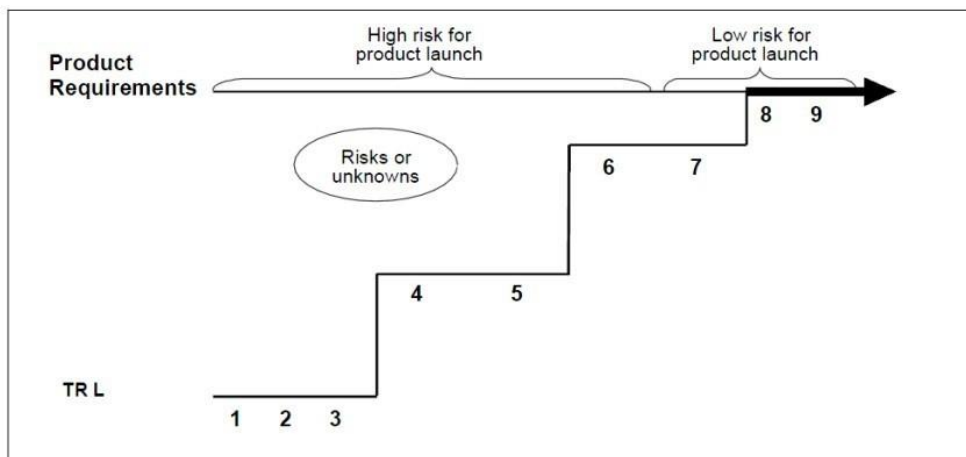 High risk for
product launch
Low risk for
product launch
Product
Requirements
8 9
Risks or
unknowns
6 7
4 5
TR L
1 2 3